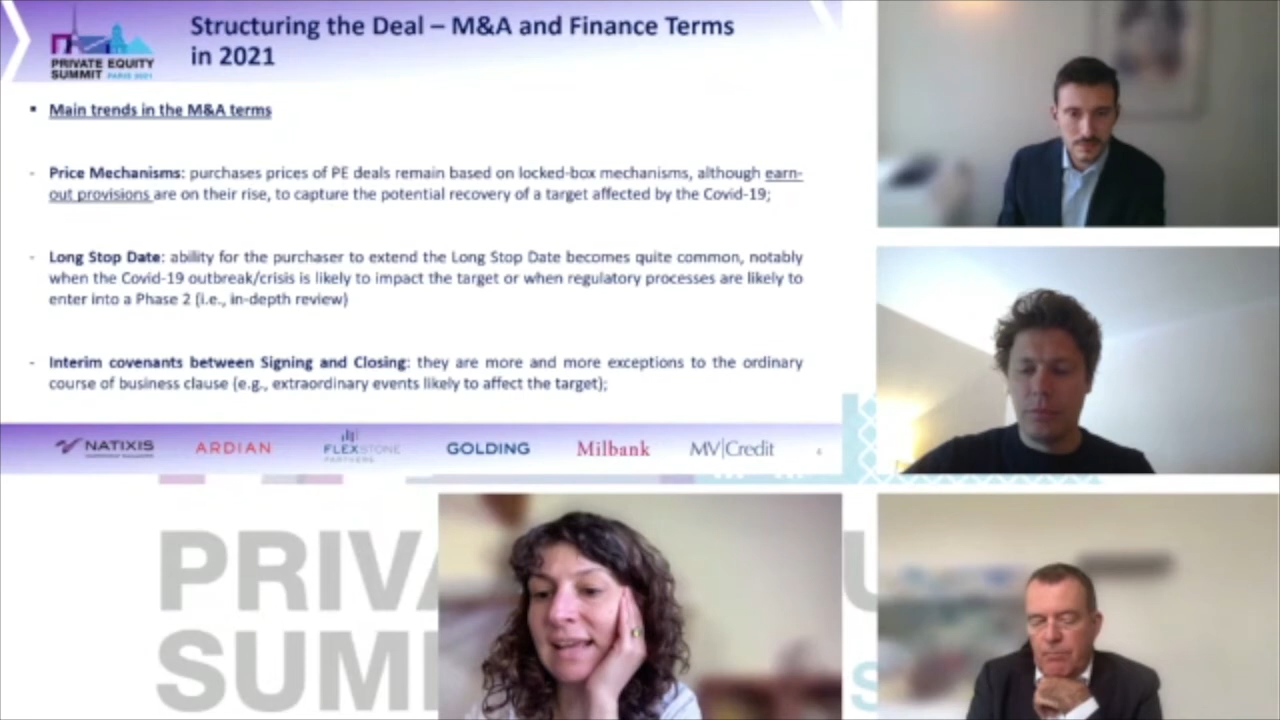 Structuring the Deal – M&A and Finance Terms
in 2021
PRIVATE EQUITY
SUMMIT PARIS 2021
▪ Main trends in the M&A terms
- Price Mechanisms: purchases prices of PE deals remain based on locked-box mechanisms, although earn-
out provisions are on their rise, to capture the potential recovery of a target affected by the Covid-19;
- Long Stop Date: ability for the purchaser to extend the Long Stop Date becomes quite common, notably
when the Covid-19 outbreak/crisis is likely to impact the target or when regulatory processes are likely to
enter into a Phase 2 (i.e., in-depth review)
- Interim covenants between Signing and Closing: they are more and more exceptions to the ordinary
course of business clause (e.g., extraordinary events likely to affect the target);
NATIXIS
ARDIAN
FLEXSTONE
PARTNERS
GOLDING
Milbank
MV|Credit
4
PRIV
U
SUM
S